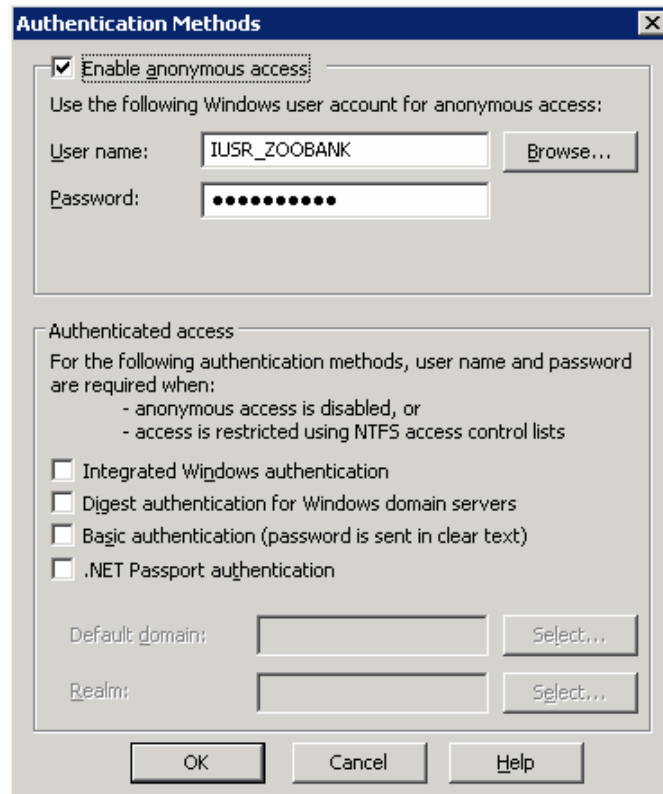 Authentication Methods
Enable anonymous access
Use the following Windows user account for anonymous access:
User name: IUSR_ZOOBANK Browse...
Password: ●●●●●●●●●●
Authenticated access
For the following authentication methods, user name and password
are required when:
- anonymous access is disabled, or
- access is restricted using NTFS access control lists
Integrated Windows authentication
Digest authentication for Windows domain servers
Basic authentication (password is sent in clear text)
.NET Passport authentication
Default domain: Select...
Realm: Select...
OK Cancel Help